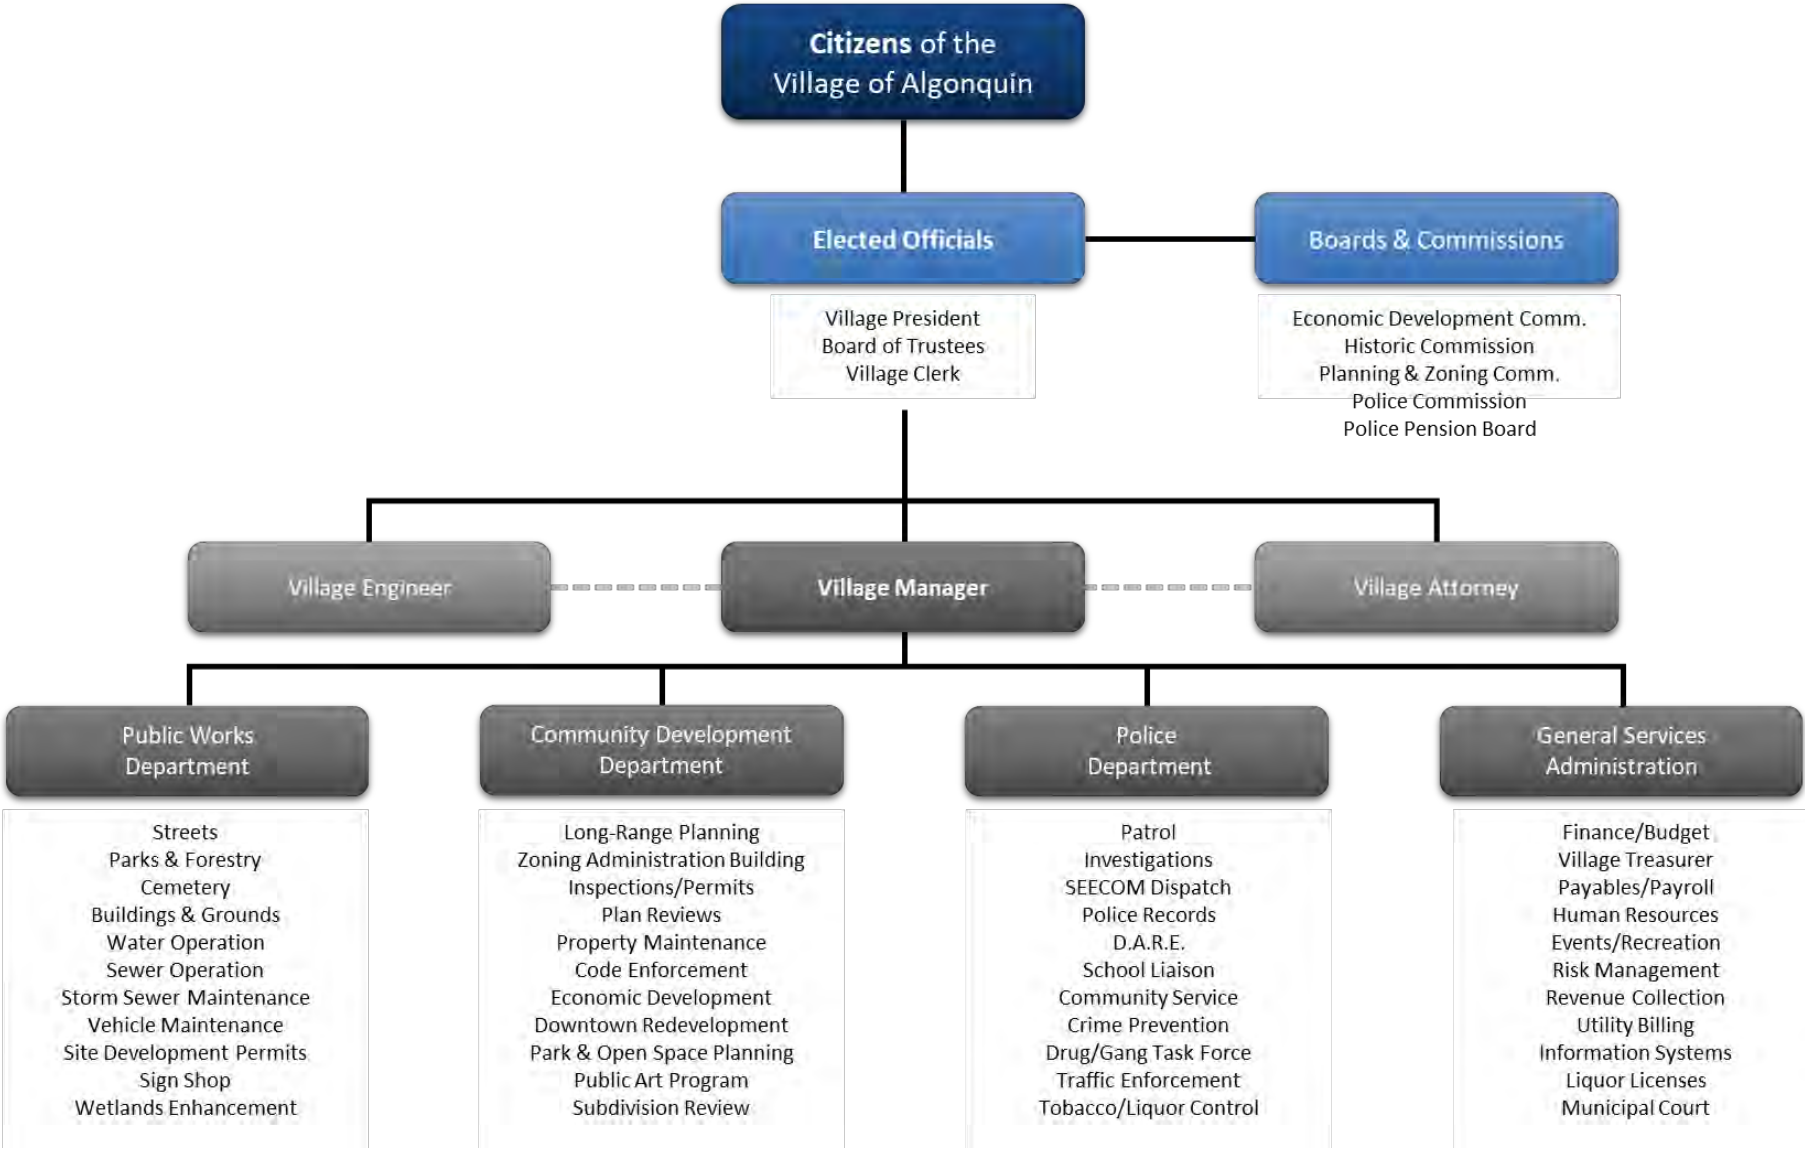 Citizens of the
Village of Algonquin
Elected Officials
Boards & Commissions
Village President
Board of Trustees
Village Clerk
Economic Development Comm.
Historic Commission
Planning & Zoning Comm.
Police Commission
Police Pension Board
Village Engineer
Village Manager
Village Attorney
Public Works
Department
Streets
Parks & Forestry
Cemetery
Buildings & Grounds
Water Operation
Sewer Operation
Storm Sewer Maintenance
Vehicle Maintenance
Site Development Permits
Sign Shop
Wetlands Enhancement
Community Development
Department
Long-Range Planning
Zoning Administration Building
Inspections/Permits
Plan Reviews
Property Maintenance
Code Enforcement
Economic Development
Downtown Redevelopment
Park & Open Space Planning
Public Art Program
Subdivision Review
Police
Department
Patrol
Investigations
SEECOM Dispatch
Police Records
D.A.R.E.
School Liaison
Community Service
Crime Prevention
Drug/Gang Task Force
Traffic Enforcement
Tobacco/Liquor Control
General Services
Administration
Finance/Budget
Village Treasurer
Payables/Payroll
Human Resources
Events/Recreation
Risk Management
Revenue Collection
Utility Billing
Information Systems
Liquor Licenses
Municipal Court